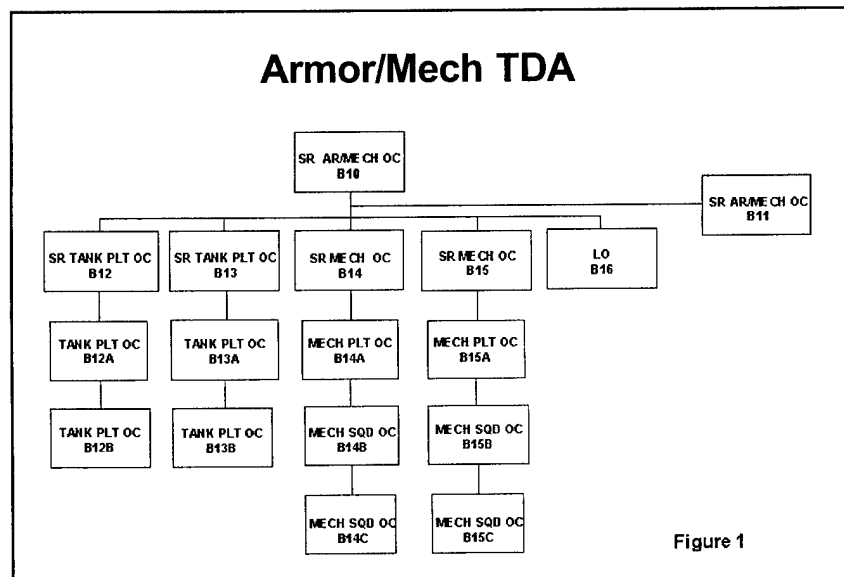 Armor/Mech TDA
SR AR/MECH OC
B10
SR AR/MECH OC
B11
SR TANK PLT OC
B12
SR TANK PLT OC
B13
SR MECH OC
B14
SR MECH OC
B15
LO
B16
TANK PLT OC
B12A
TANK PLT OC
B13A
MECH PLT OC
B14A
MECH PLT OC
B15A
TANK PLT OC
B12B
TANK PLT OC
B13B
MECH SQD OC
B14B
MECH SQD OC
B15B
MECH SQD OC
B14C
MECH SQD OC
B15C
Figure 1